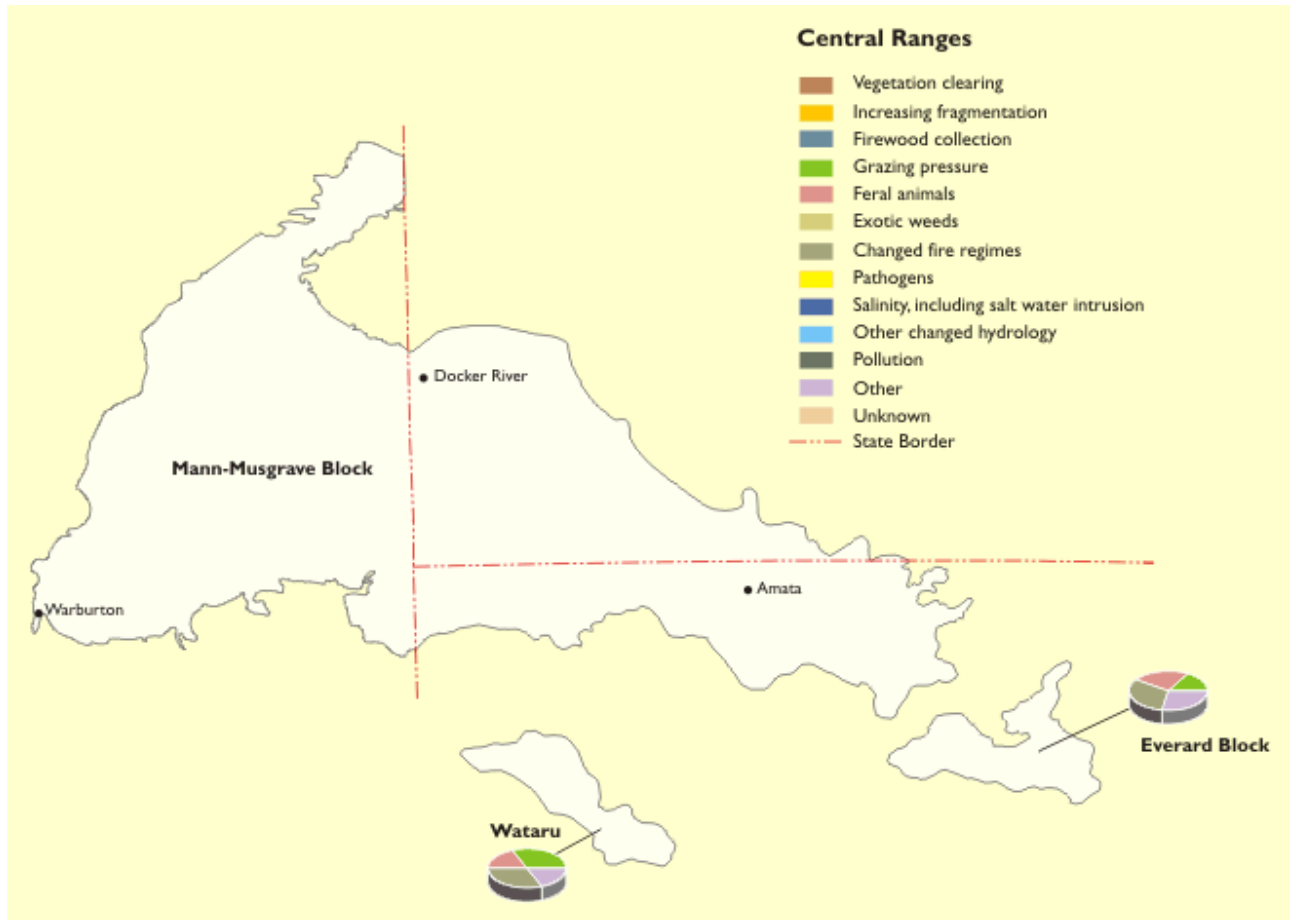 Central Ranges
Vegetation clearing
Increasing fragmentation
Firewood collection
Grazing pressure
Feral animals
Exotic weeds
Changed fire regimes
Pathogens
Salinity, including salt water intrusion
Other changed hydrology
Pollution
Other
Unknown
State Border
Docker River
Mann-Musgrave Block
Amata
Warburton
Everard Block
Wataru